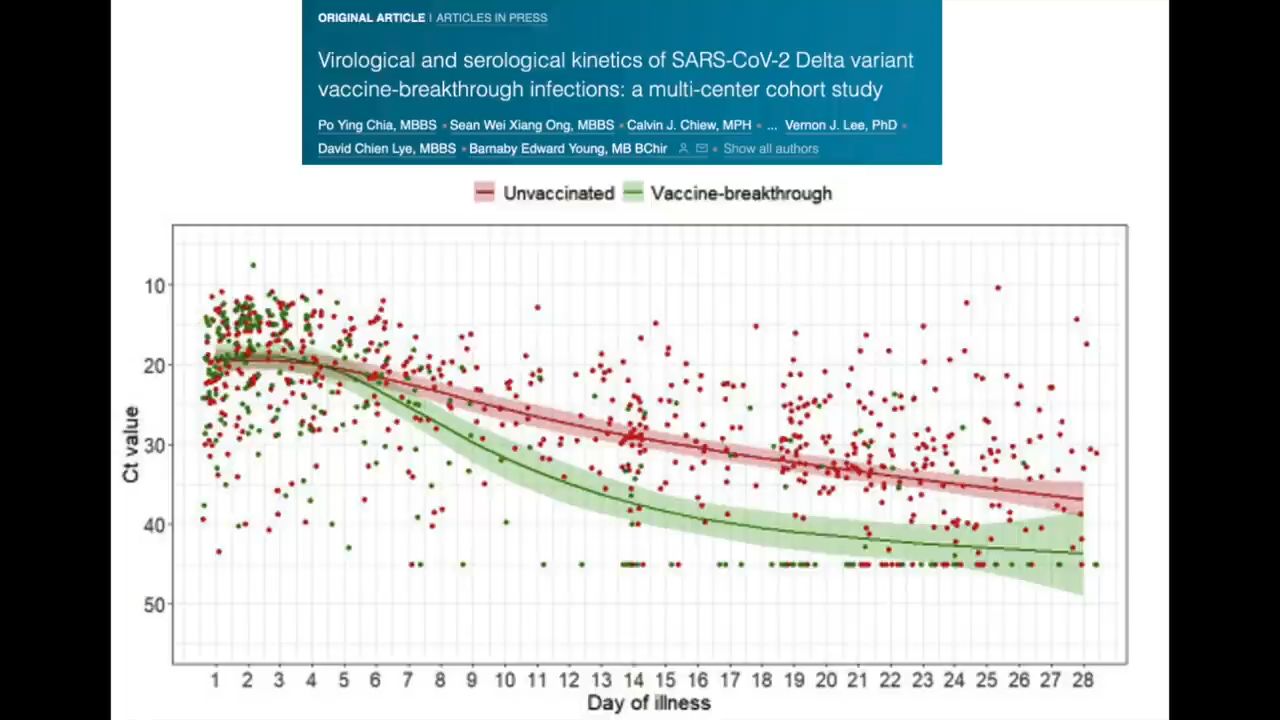 ORIGINAL ARTICLE | ARTICLES IN PRESS
Virological and serological kinetics of SARS-CoV-2 Delta variant
vaccine-breakthrough infections: a multi-center cohort study
Po Ying Chia, MBBS • Sean Wei Xiang Ong, MBBS • Calvin J. Chiew, MPH • ... Vernon J. Lee, PhD •
David Chien Lye, MBBS • Barnaby Edward Young, MB BChir • Show all authors
Unvaccinated Vaccine-breakthrough
10
20
30
40
50
Ct value
1 2 3 4 5 6 7 8 9 10 11 12 13 14 15 16 17 18 19 20 21 22 23 24 25 26 27 28
Day of illness